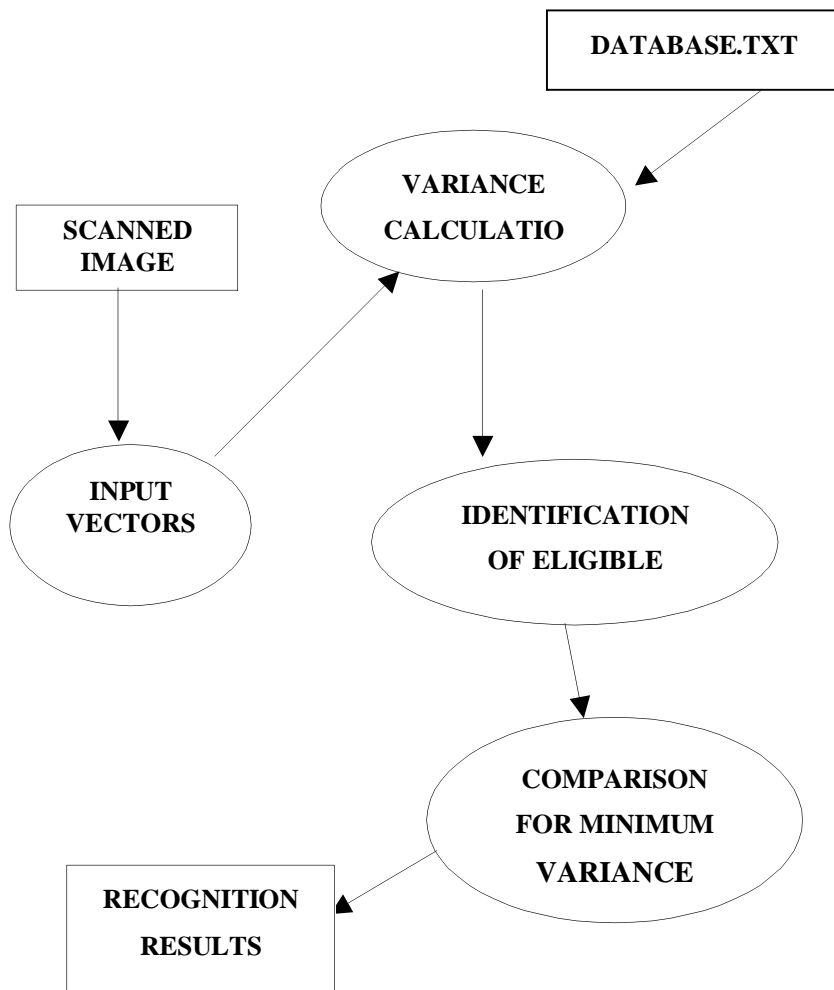 DATABASE.TXT
VARIANCE
CALCULATIO
SCANNED
IMAGE
INPUT
VECTORS
IDENTIFICATION
OF ELIGIBLE
COMPARISON
FOR MINIMUM
VARIANCE
RECOGNITION
RESULTS